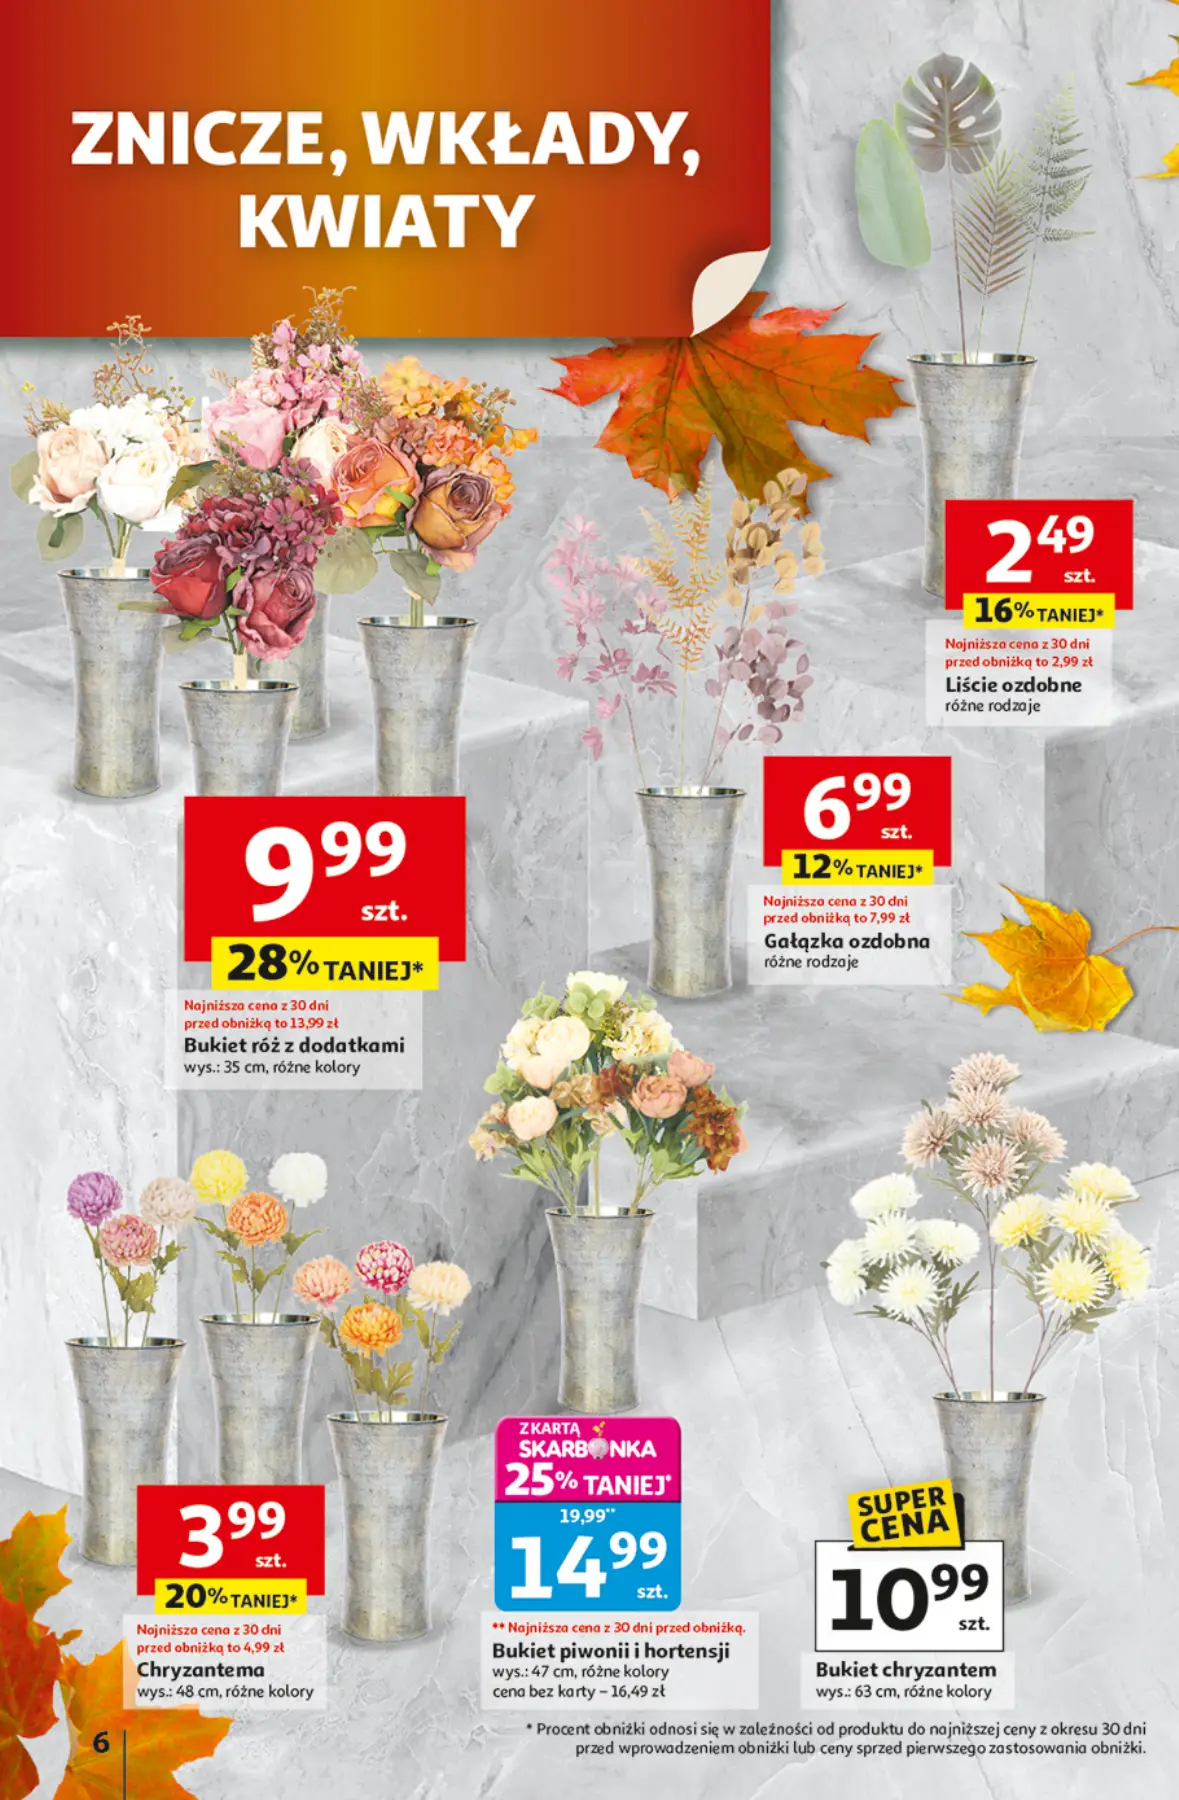 ZNICZE, WKŁADY,
KWIATY
2 49
szt.
16% TANIEJ*
Najniższa cena z 30 dni
przed obniżką to 2,99 zł
Liście ozdobne
różne rodzaje
6 99
szt.
12% TANIEJ*
Najniższa cena z 30 dni
przed obniżką to 7,99 zł
Gałązka ozdobna
różne rodzaje
9 99
szt.
28% TANIEJ*
Najniższa cena z 30 dni
przed obniżką to 13,99 zł
Bukiet róż z dodatkami
wys.: 35 cm, różne kolory
3 99
szt.
20% TANIEJ*
Najniższa cena z 30 dni
przed obniżką to 4,99 zł
Chryzantema
wys.: 48 cm, różne kolory
Z KARTĄ
SKARBONKA
25% TANIEJ*
19,99**
14 99
szt.
** Najniższa cena z 30 dni przed obniżką.
Bukiet piwonii i hortensji
wys.: 47 cm, różne kolory
cena bez karty – 16,49 zł
SUPER
CENA
10 99
szt.
Bukiet chryzantem
wys.: 63 cm, różne kolory
* Procent obniżki odnosi się w zależności od produktu do najniższej ceny z okresu 30 dni
przed wprowadzeniem obniżki lub ceny sprzed pierwszego zastosowania obniżki.
6